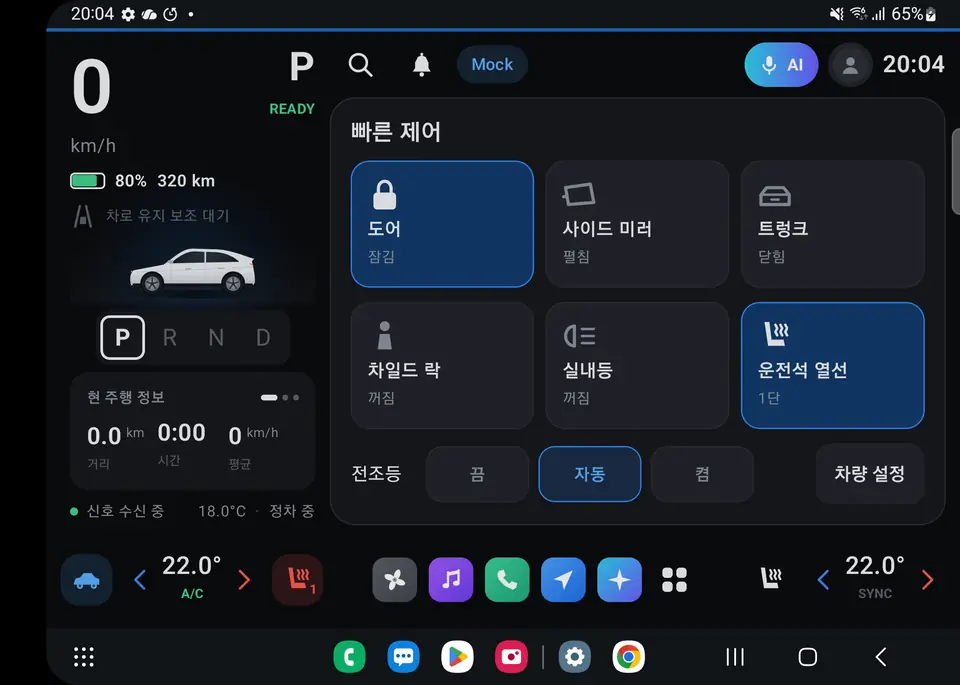 20:04
65%
0
P
READY
km/h
80% 320 km
차로 유지 보조 대기
P R N D
현 주행 정보
0.0 km 0:00 0 km/h
거리 시간 평균
신호 수신 중 18.0°C · 정차 중
Mock
AI
20:04
빠른 제어
도어
잠김
사이드 미러
펼침
트렁크
닫힘
차일드 락
꺼짐
실내등
꺼짐
운전석 열선
1단
전조등 끔 자동 켬 차량 설정
22.0°
A/C
1
22.0°
SYNC